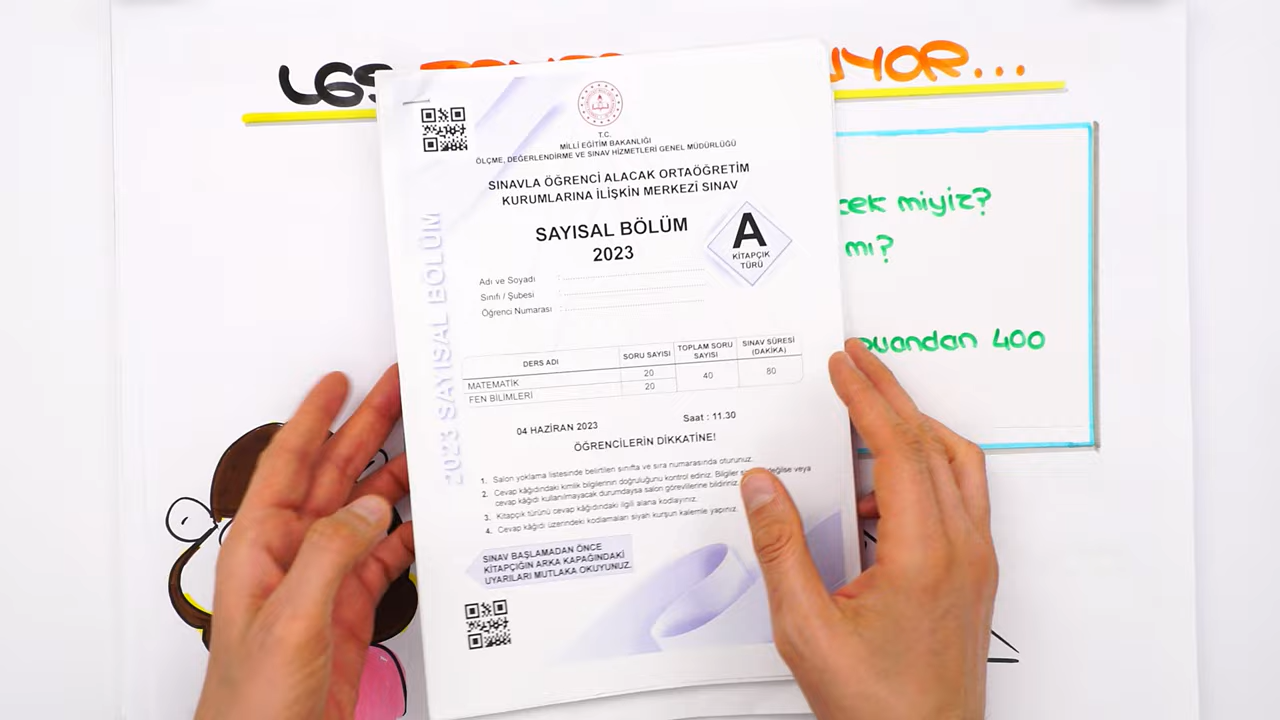 LGS
UYOR...
T.C.
MİLLİ EĞİTİM BAKANLIĞI
ÖLÇME, DEĞERLENDİRME VE SINAV HİZMETLERİ GENEL MÜDÜRLÜĞÜ
SINAVLA ÖĞRENCİ ALACAK ORTAÖĞRETİM
KURUMLARINA İLİŞKİN MERKEZİ SINAV
SAYISAL BÖLÜM
2023
A
KİTAPÇIK
TÜRÜ
Adı ve Soyadı :
Sınıfı / Şubesi :
Öğrenci Numarası :
2023 SAYISAL BÖLÜM
DERS ADI SORU SAYISI TOPLAM SORU SAYISI SINAV SÜRESİ (DAKİKA)
MATEMATİK 20 40 80
FEN BİLİMLERİ 20
04 HAZİRAN 2023 Saat : 11.30
ÖĞRENCİLERİN DİKKATİNE!
1. Salon yoklama listesinde belirtilen sınıfta ve sıra numarasında oturunuz.
2. Cevap kâğıdındaki kimlik bilgilerinin doğruluğunu kontrol ediniz. Bilgiler size değilse veya
cevap kâğıdı kullanılmayacak durumdaysa salon görevlilerine bildiriniz.
3. Kitapçık türünü cevap kâğıdındaki ilgili alana kodlayınız.
4. Cevap kâğıdı üzerindeki kodlamaları siyah kurşun kalemle yapınız.
SINAV BAŞLAMADAN ÖNCE
KİTAPÇIĞIN ARKA KAPAĞINDAKİ
UYARILARI MUTLAKA OKUYUNUZ.
cek miyiz?
mı?
puandan 400